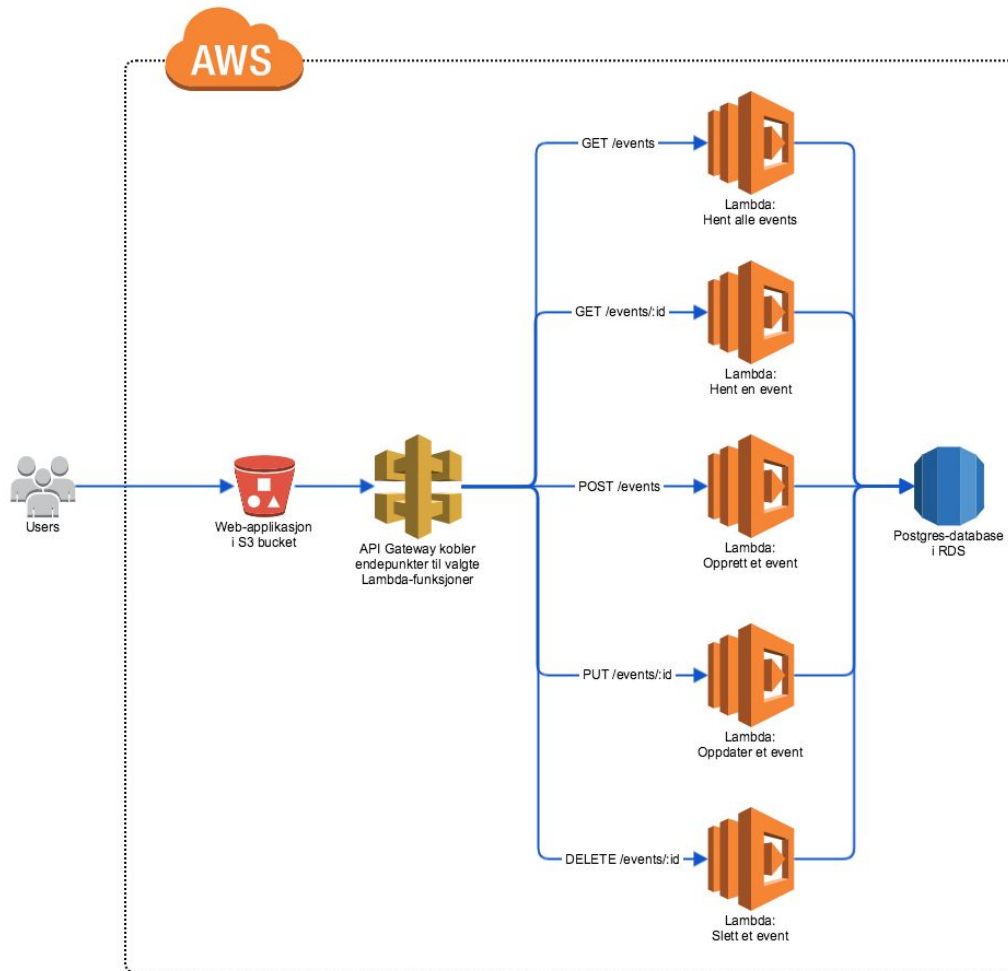 AWS
GET /events
Lambda:
Hent alle events
GET /events/:id
Lambda:
Hent en event
Users
Web-applikasjon
i S3 bucket
API Gateway kobler
endepunkter til valgte
Lambda-funksjoner
POST /events
Lambda:
Opprett et event
Postgres-database
i RDS
PUT /events/:id
Lambda:
Oppdater et event
DELETE /events/:id
Lambda:
Slett et event